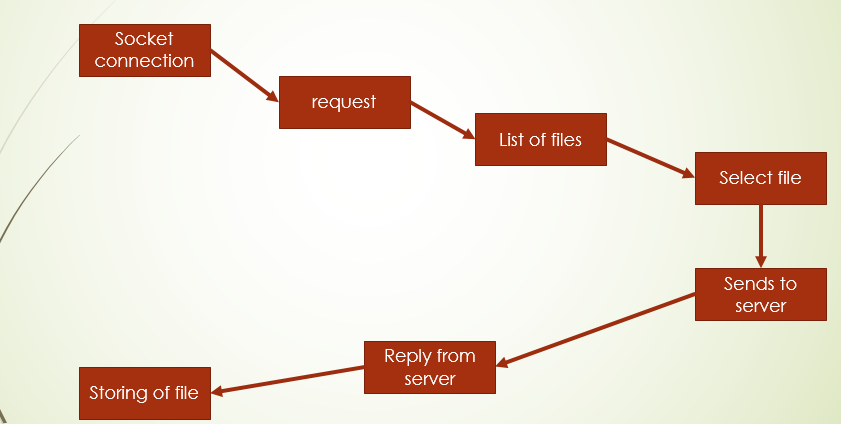 Socket
connection
request
List of files
Select file
Sends to
server
Reply from
server
Storing of file